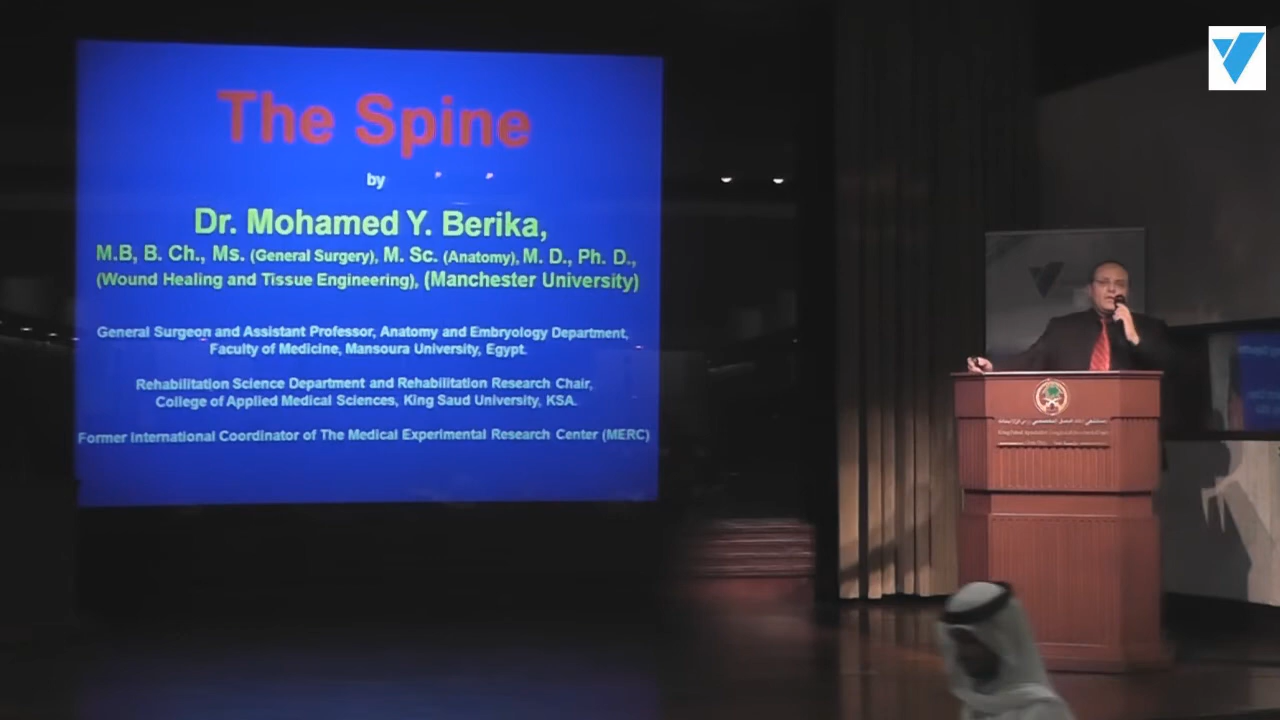 The Spine
by
Dr. Mohamed Y. Berika,
M.B, B. Ch., Ms. (General Surgery), M. Sc. (Anatomy), M. D., Ph. D.,
(Wound Healing and Tissue Engineering), (Manchester University)
General Surgeon and Assistant Professor, Anatomy and Embryology Department,
Faculty of Medicine, Mansoura University, Egypt.
Rehabilitation Science Department and Rehabilitation Research Chair,
College of Applied Medical Sciences, King Saud University, KSA.
Former International Coordinator of The Medical Experimental Research Center (MERC)